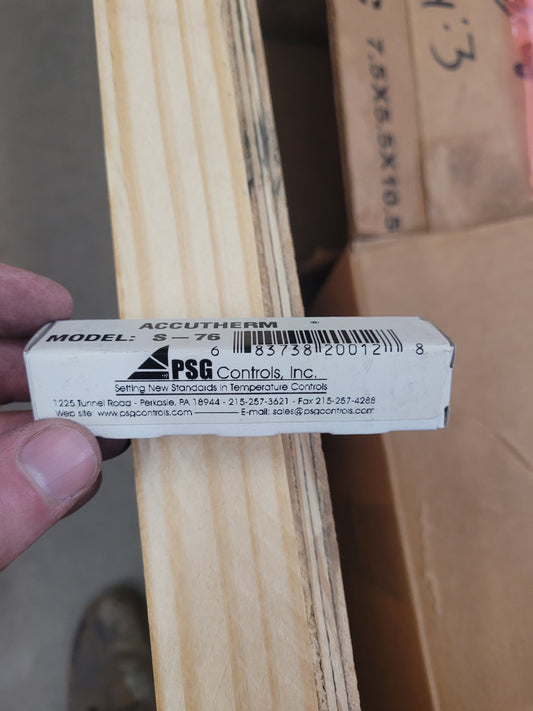 ACCUTHERM ®
MODEL: S-76
6 83738 20012 8
PSG Controls, Inc.
Setting New Standards in Temperature Controls
1225 Tunnel Road - Perkasie, PA 18944 - 215-257-3621 - Fax 215-257-4288
Web site: www.psgcontrols.com E-mail: sales@psgcontrols.com
7.5X5.5X10.5